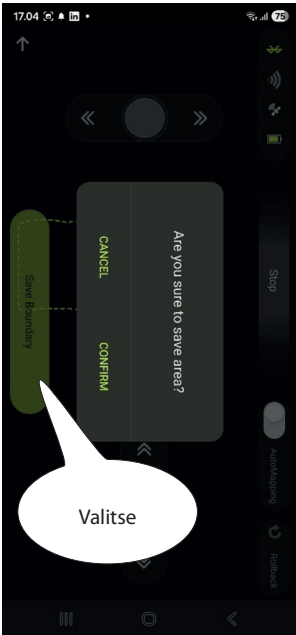 17.04
75
Stop
AutoMapping
Rollback
Are you sure to save area?
CANCEL
CONFIRM
Save Boundary
Valitse